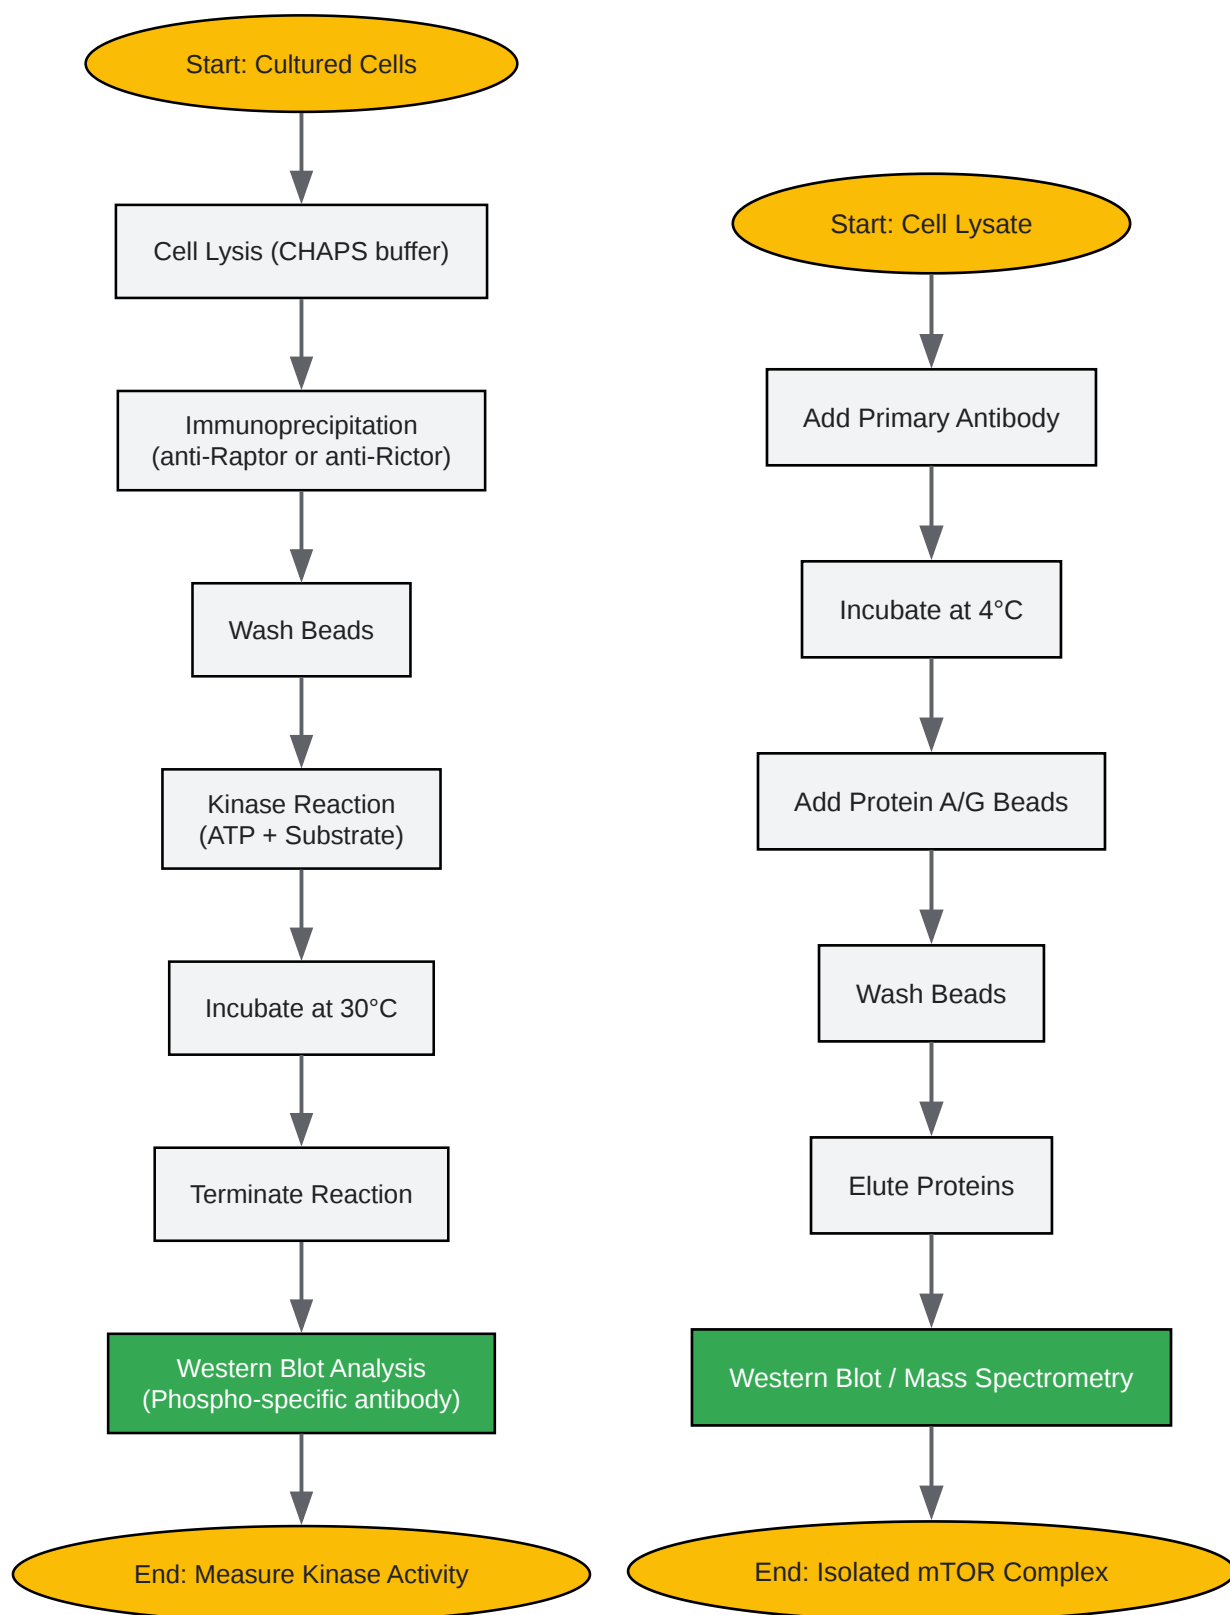 Start: Cultured Cells
Cell Lysis (CHAPS buffer)
Immunoprecipitation
(anti-Raptor or anti-Rictor)
Wash Beads
Kinase Reaction
(ATP + Substrate)
Incubate at 30°C
Terminate Reaction
Western Blot Analysis
(Phospho-specific antibody)
End: Measure Kinase Activity
Start: Cell Lysate
Add Primary Antibody
Incubate at 4°C
Add Protein A/G Beads
Wash Beads
Elute Proteins
Western Blot / Mass Spectrometry
End: Isolated mTOR Complex